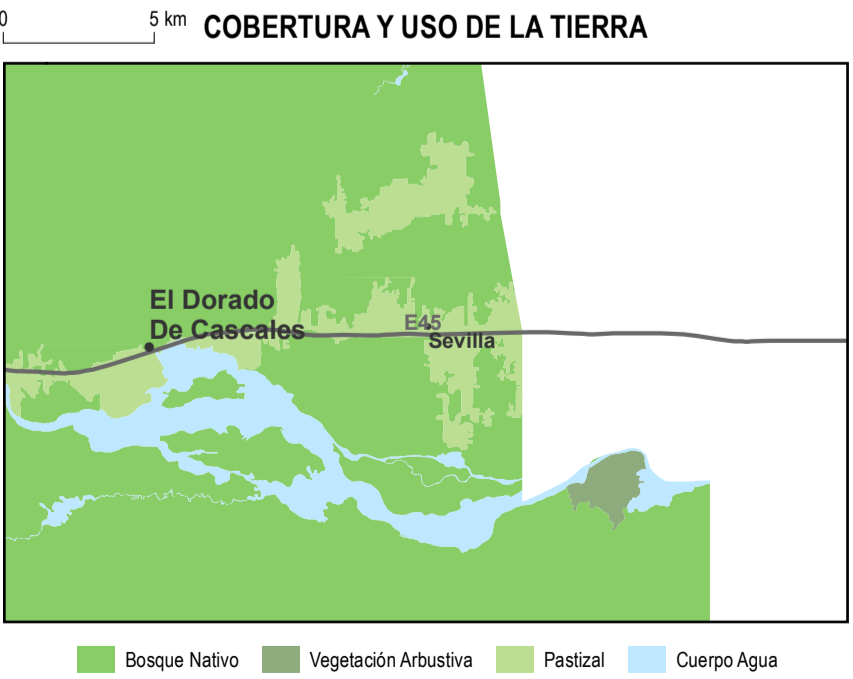 0 5 km COBERTURA Y USO DE LA TIERRA
El Dorado
De Cascales
E45
Sevilla
Bosque Nativo Vegetación Arbustiva Pastizal Cuerpo Agua